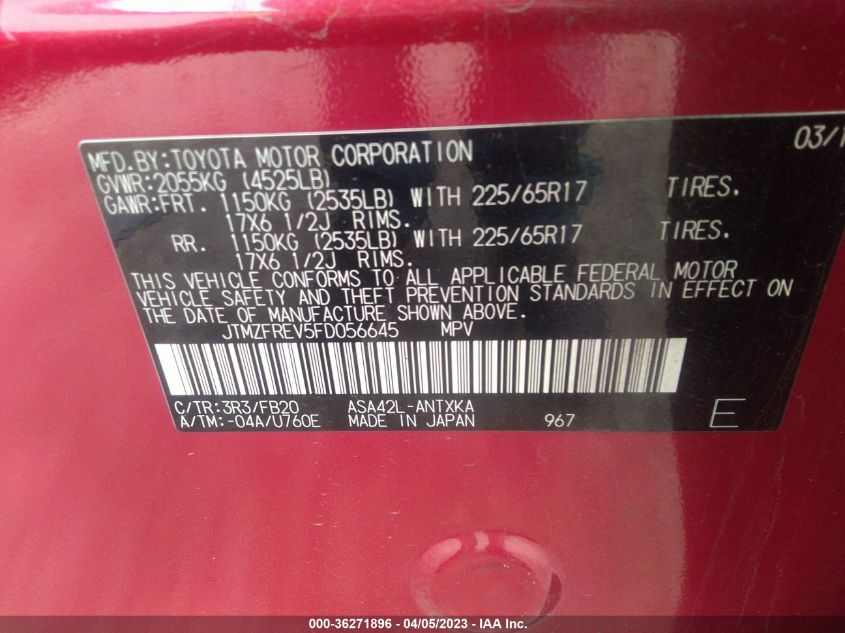 03/1
MFD.BY:TOYOTA MOTOR CORPORATION
GVWR:2055KG (4525LB)
GAWR:FRT. 1150KG (2535LB) WITH 225/65R17 TIRES.
17X6 1/2J RIMS.
RR. 1150KG (2535LB) WITH 225/65R17 TIRES.
17X6 1/2J RIMS.
THIS VEHICLE CONFORMS TO ALL APPLICABLE FEDERAL MOTOR
VEHICLE SAFETY AND THEFT PREVENTION STANDARDS IN EFFECT ON
THE DATE OF MANUFACTURE SHOWN ABOVE.
JTMZFREV5FD056645 MPV
C/TR:3R3/FB20 ASA42L-ANTXKA
A/TM:-04A/U760E MADE IN JAPAN 967 E
000-36271896 - 04/05/2023 - IAA Inc.